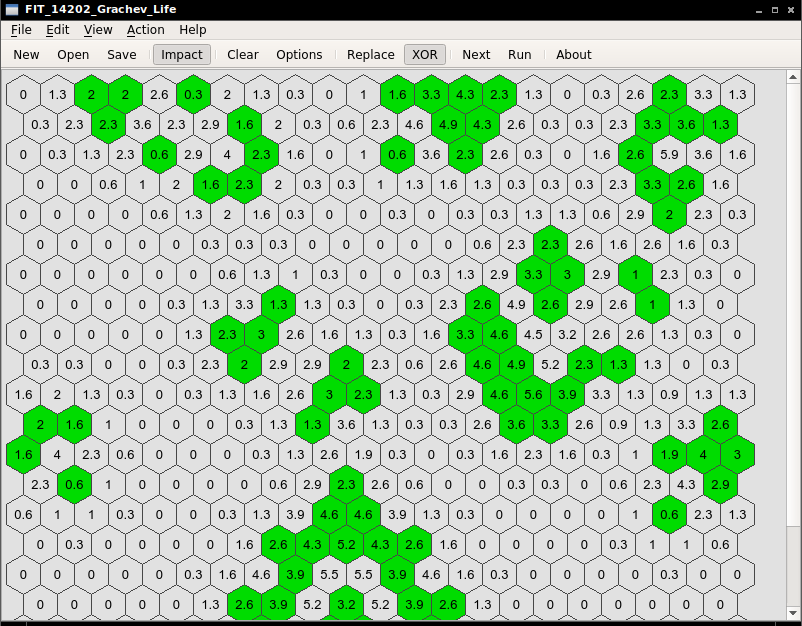 FIT_14202_Grachev_Life
File Edit View Action Help
New Open Save Impact Clear Options Replace XOR Next Run About
0 1.3 2 2 2.6 0.3 2 1.3 0.3 0 1 1.6 3.3 4.3 2.3 1.3 0 0.3 2.6 2.3 3.3 1.3
0.3 2.3 2.3 3.6 2.3 2.9 1.6 2 0.3 0.6 2.3 4.6 4.9 4.3 2.6 0.3 0.3 2.3 3.3 3.6 1.3
0 0.3 1.3 2.3 0.6 2.9 4 2.3 1.6 0 1 0.6 3.6 2.3 2.6 0.3 0 1.6 2.6 5.9 3.6 1.6
0 0 0.6 1 2 1.6 2.3 2 0.3 0.3 1 1.3 1.6 1.3 0.3 0.3 0.3 2.3 3.3 2.6 1.6
0 0 0 0 0.6 1.3 2 1.6 0.3 0 0 0 0.3 0.3 0.3 1.3 1.3 0.6 2.9 2 2.3 0.3
0 0 0 0 0 0.3 0.3 0.3 0 0 0 0 0 0.6 2.3 2.3 2.6 1.6 2.6 1.6 0.3
0 0 0 0 0 0 0.6 1.3 1 0.3 0 0 0.3 1.3 2.9 3.3 3 2.9 1 2.3 0.3 0
0 0 0 0 0.3 1.3 3.3 1.3 1.3 0.3 0 0.3 2.3 2.6 4.9 2.6 2.9 2.6 1 1.3 0
0 0 0 0 0 1.3 2.3 3 2.6 1.6 1.3 0.3 1.6 3.3 4.6 4.5 3.2 2.6 2.6 1.3 0.3 0
0.3 0.3 0 0 0.3 2.3 2 2.9 2.9 2 2.3 0.6 2.6 4.6 4.9 5.2 2.3 1.3 1.3 0 0.3
1.6 2 1.3 0.3 0 0.3 1.3 1.6 2.6 3 2.3 1.3 0.3 2.9 4.6 5.6 3.9 3.3 1.3 0.9 1.3 1.3
2 1.6 1 0 0 0 0.3 1.3 1.3 3.6 1.3 0.3 0.3 2.6 3.6 3.3 2.6 0.9 1.3 3.3 2.6
1.6 4 2.3 0.6 0 0 0 0.3 1.3 2.6 1.9 0.3 0 0.3 1.6 2.3 1.6 0.3 1 1.9 4 3
2.3 0.6 1 0 0 0 0 0.6 2.9 2.3 2.6 0.6 0 0 0.3 0.3 0 0.6 2.3 4.3 2.9
0.6 1 1 0.3 0 0 0.3 1.3 3.9 4.6 4.6 3.9 1.3 0.3 0 0 0 0 1 0.6 2.3 1.3
0 0.3 0 0 0 0 1.6 2.6 4.3 5.2 4.3 2.6 1.6 0 0 0 0 0.3 1 1 0.6
0 0 0 0 0 0.3 1.6 4.6 3.9 5.5 5.5 3.9 4.6 1.6 0.3 0 0 0 0 0.3 0 0
0 0 0 0 0 1.3 2.6 3.9 5.2 3.2 5.2 3.9 2.6 1.3 0 0 0 0 0 0 0